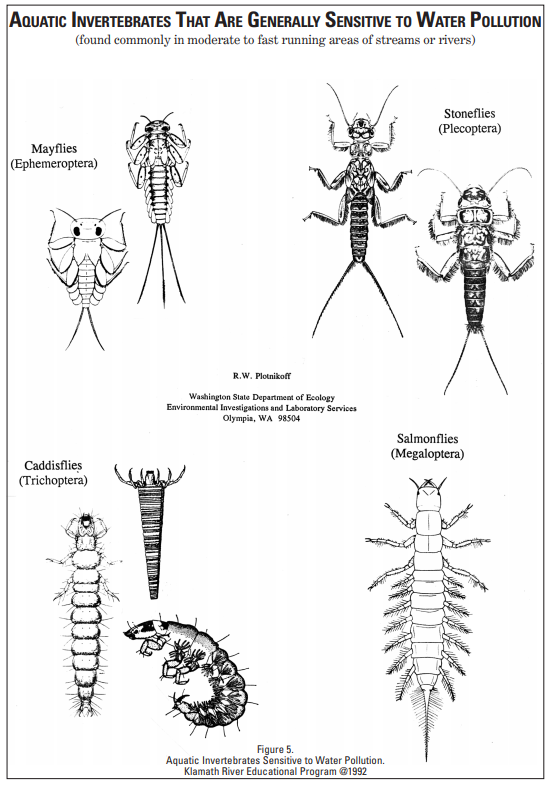 AQUATIC INVERTEBRATES THAT ARE GENERALLY SENSITIVE TO WATER POLLUTION
(found commonly in moderate to fast running areas of streams or rivers)
Mayflies
(Ephemeroptera)
Stoneflies
(Plecoptera)
R.W. Plotnikoff
Washington State Department of Ecology
Environmental Investigations and Laboratory Services
Olympia, WA 98504
Caddisflies
(Trichoptera)
Salmonflies
(Megaloptera)
Figure 5.
Aquatic Invertebrates Sensitive to Water Pollution.
Klamath River Educational Program @1992